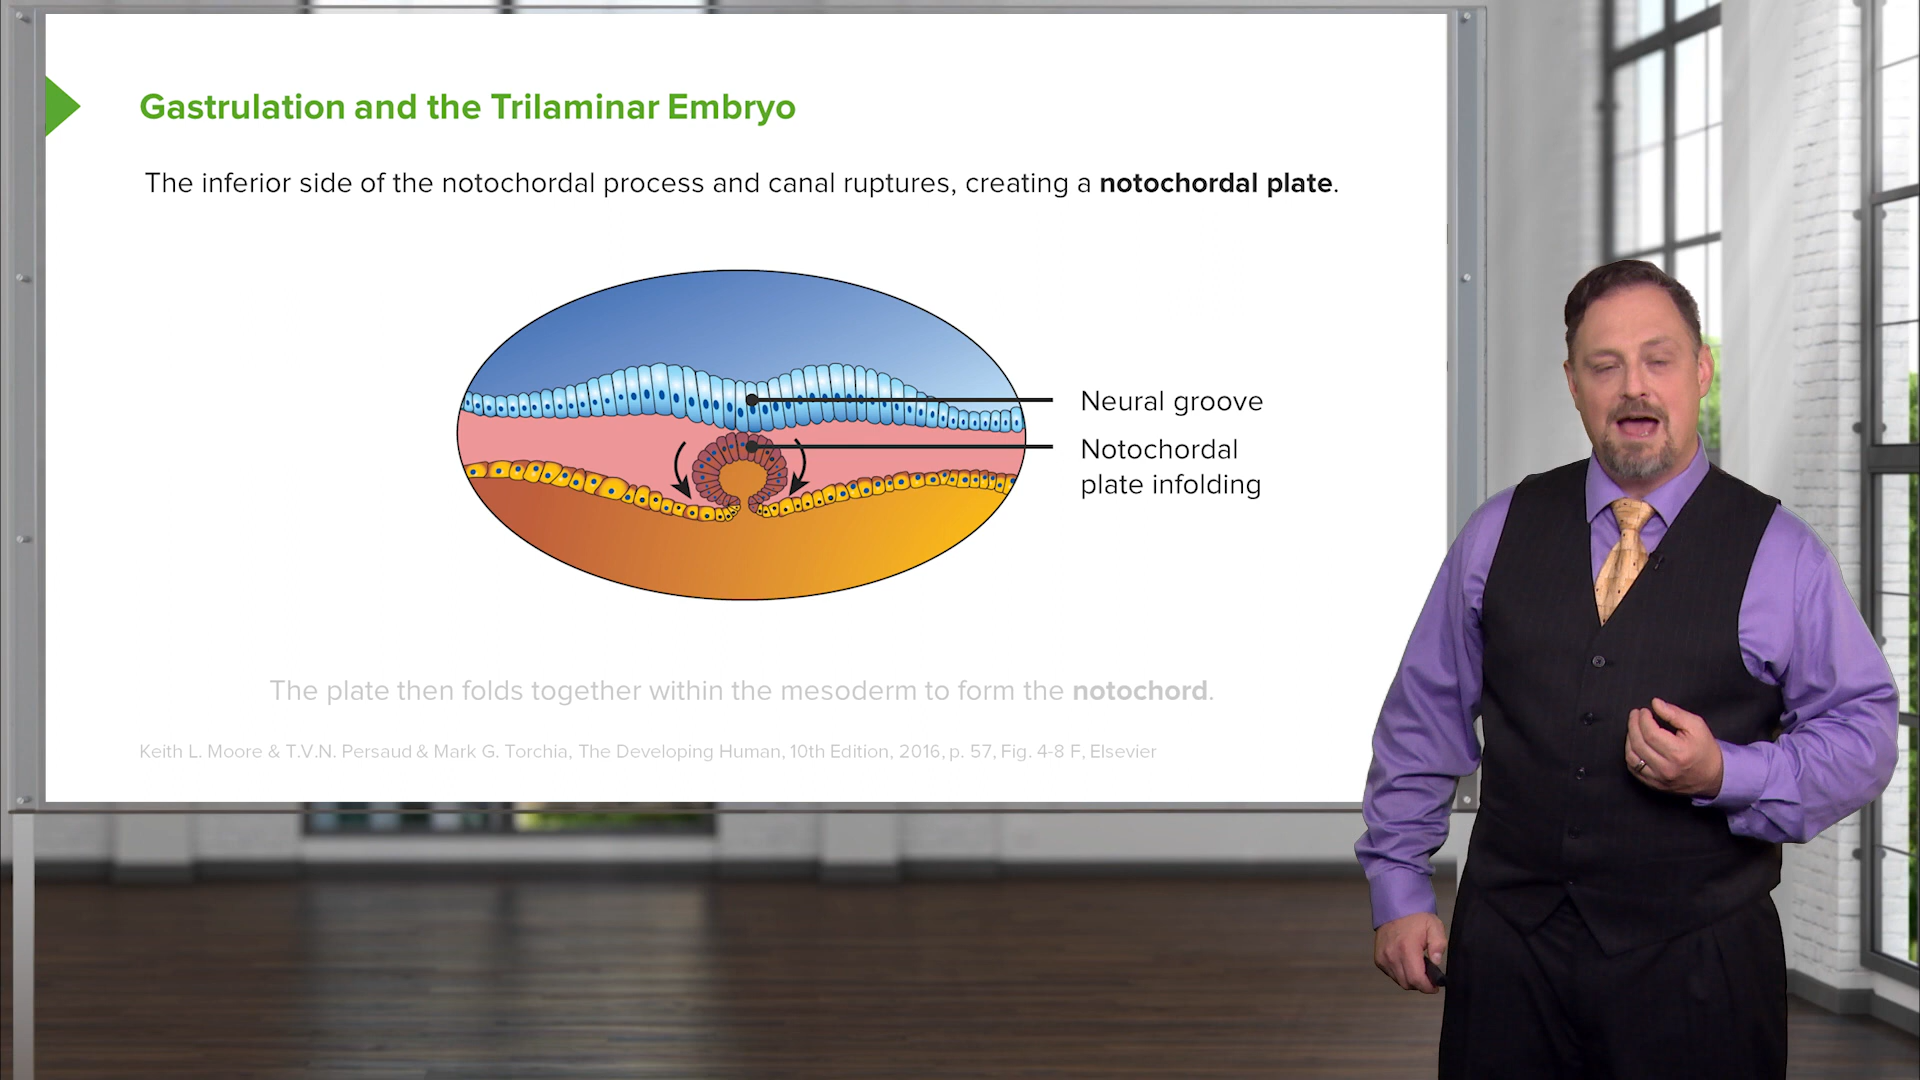 Gastrulation and the Trilaminar Embryo
The inferior side of the notochordal process and canal ruptures, creating a notochordal plate.
Neural groove
Notochordal
plate infolding
The plate then folds together within the mesoderm to form the notochord.
Keith L. Moore & T.V.N. Persaud & Mark G. Torchia, The Developing Human, 10th Edition, 2016, p. 57, Fig. 4-8 F, Elsevier